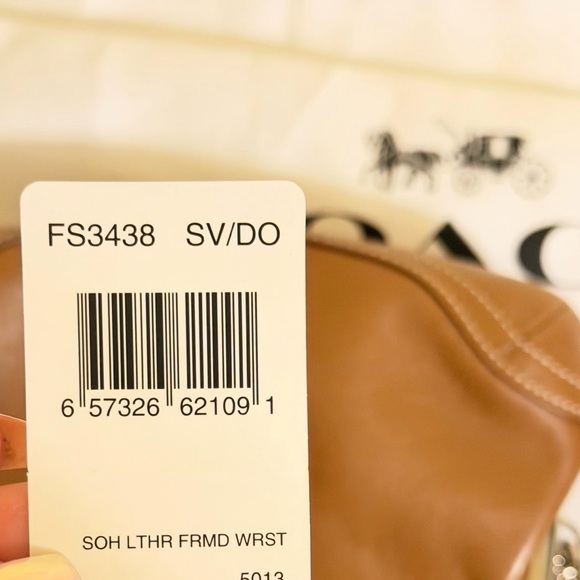 FS3438 SV/DO
6 57326 62109 1
SOH LTHR FRMD WRST
5013